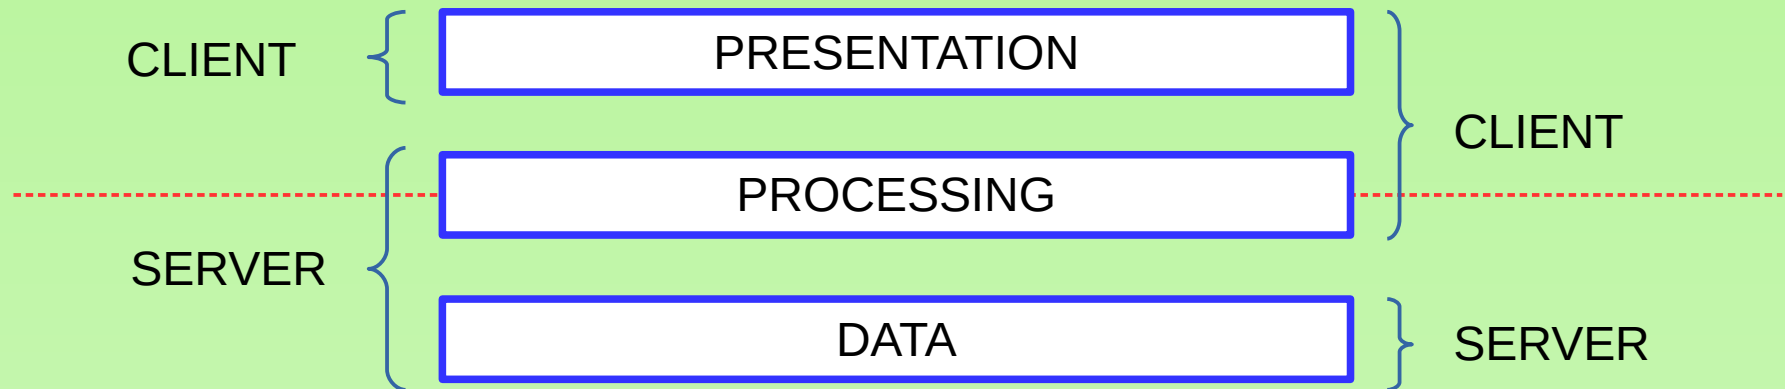 PRESENTATION
CLIENT
CLIENT
PROCESSING
SERVER
DATA
SERVER